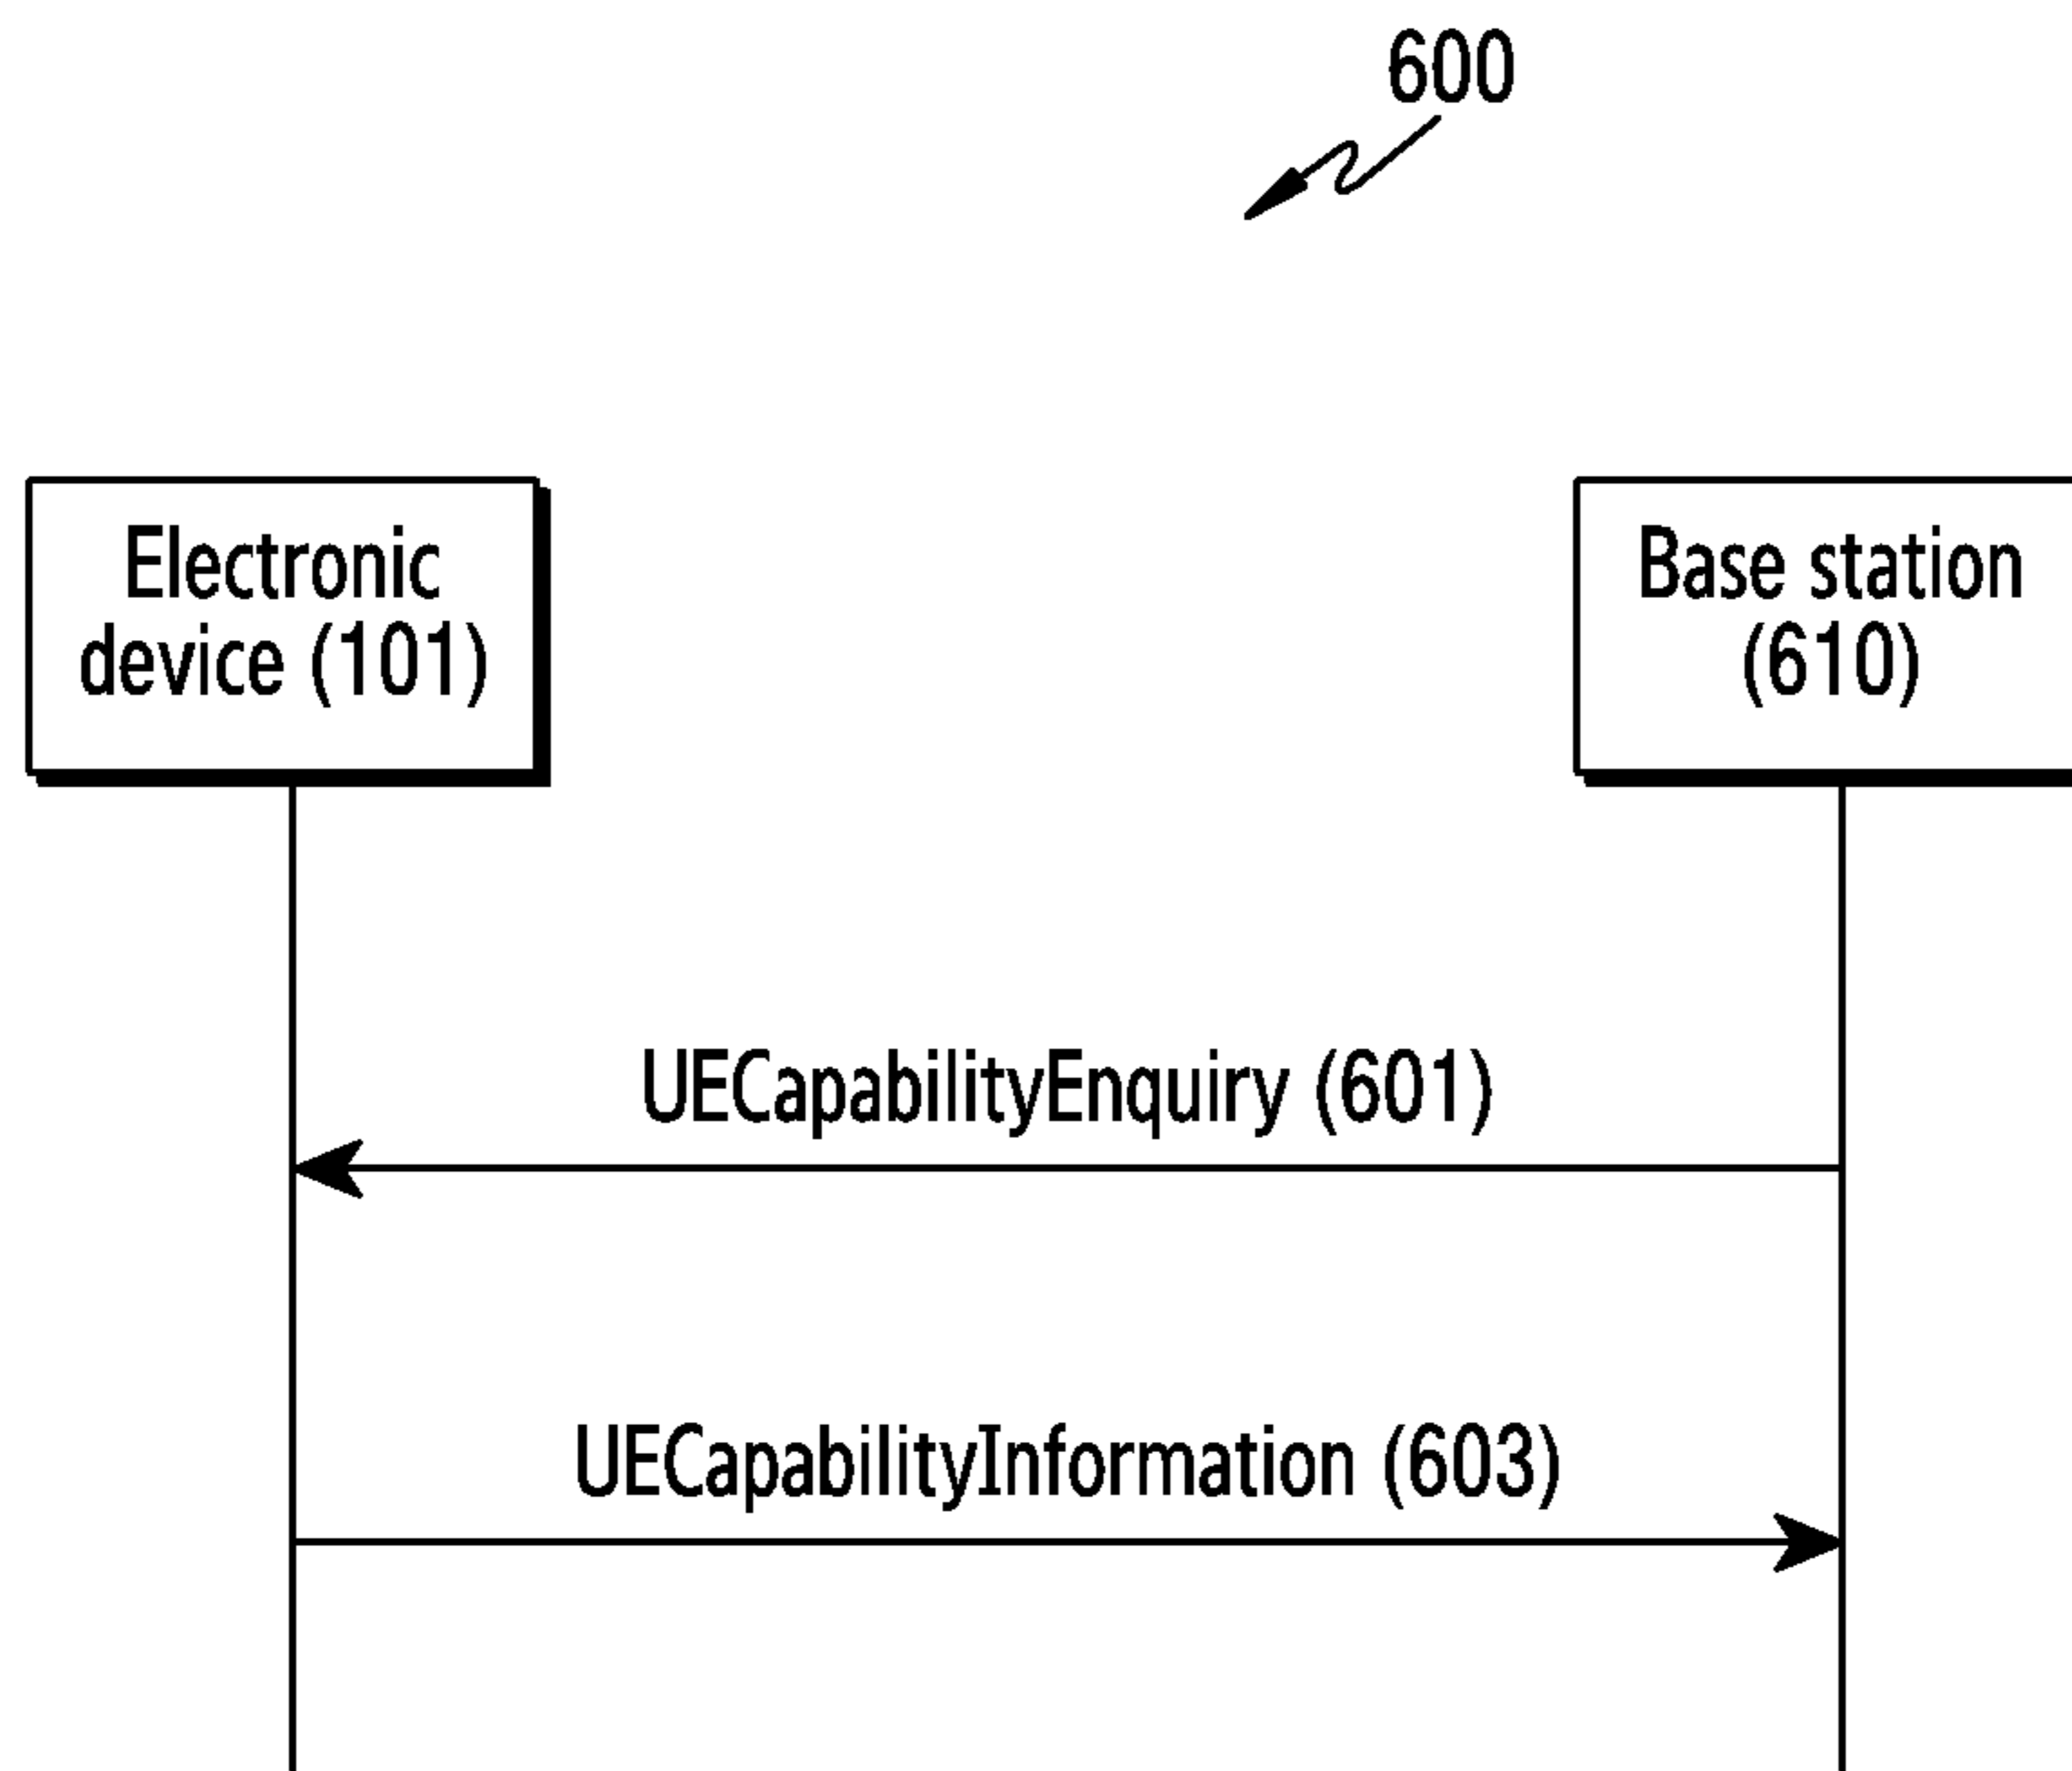 600
Electronic
device (101)
Base station
(610)
UECapabilityEnquiry (601)
UECapabilityInformation (603)